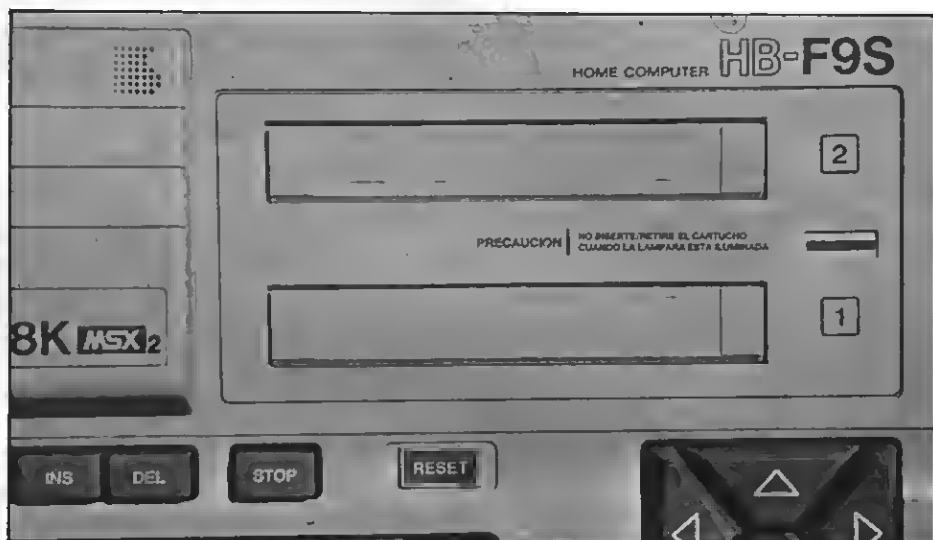 HOME COMPUTER HB-F9S
2
PRECAUCION
NO INSERTE/RETIRE EL CARTUCHO
CUANDO LA LAMPARA ESTA ILUMINADA
1
8K MSX2
INS DEL STOP RESET